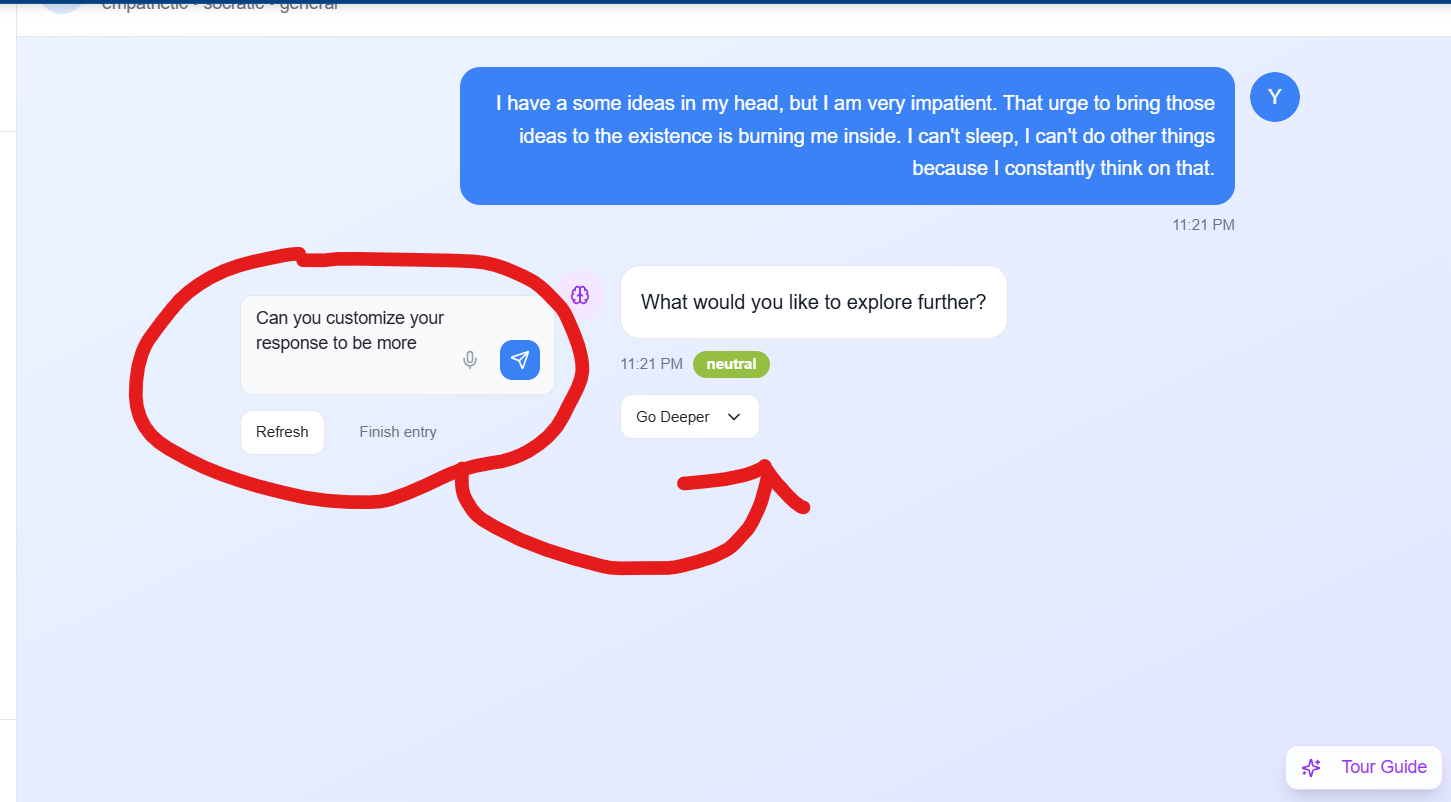 empathetic • socratic • general
I have a some ideas in my head, but I am very impatient. That urge to bring those
ideas to the existence is burning me inside. I can't sleep, I can't do other things
because I constantly think on that.
Y
11:21 PM
Can you customize your
response to be more
Refresh
Finish entry
What would you like to explore further?
11:21 PM
neutral
Go Deeper
Tour Guide